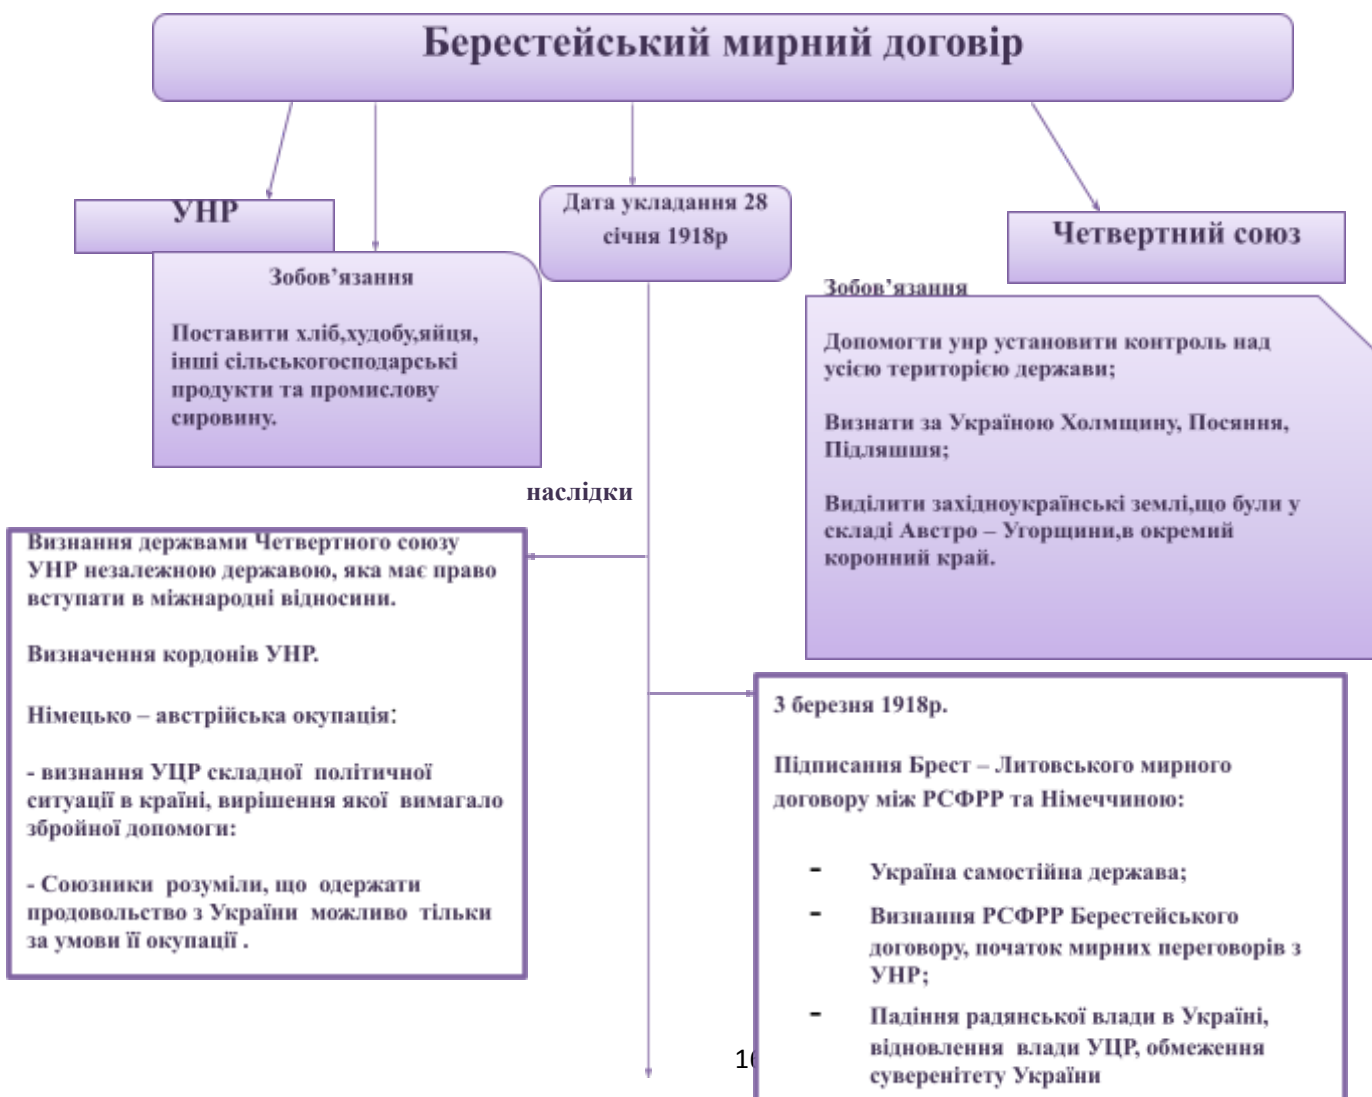 Берестейський мирний договір
УНР
Зобов’язання
Поставити хліб,худобу,яйця,
інші сільськогосподарські
продукти та промислову
сировину.
Дата укладання 28
січня 1918р
Четвертний союз
Зобов’язання
Допомогти унр установити контроль над
усією територією держави;
Визнати за Україною Холмщину, Посяння,
Підляшшя;
Виділити західноукраїнські землі,що були у
складі Австро – Угорщини,в окремий
коронний край.
наслідки
Визнання держвами Четвертного союзу
УНР незалежною державою, яка має право
вступати в міжнародні відносини.
Визначення кордонів УНР.
Німецько – австрійська окупація:
- визнання УЦР складної політичної
ситуації в країні, вирішення якої вимагало
збройної допомоги:
- Союзники розуміли, що одержати
продовольство з України можливо тільки
за умови її окупації .
3 березня 1918р.
Підписання Брест – Литовського мирного
договору між РСФРР та Німеччиною:
- Україна самостійна держава;
- Визнання РСФРР Берестейського
договору, початок мирних переговорів з
УНР;
- Падіння радянської влади в Україні,
відновлення влади УЦР, обмеження
суверенітету України